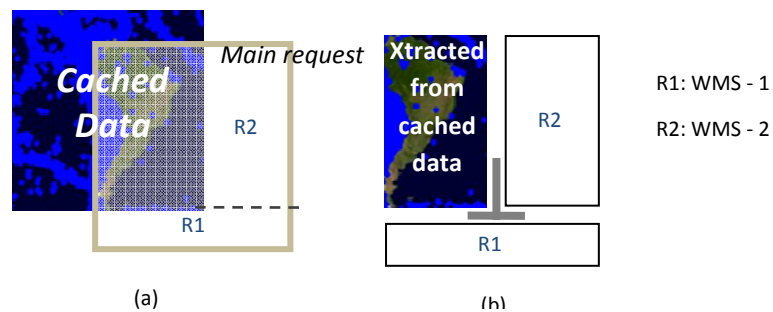 Main request
Cached
Data
R2
R1
(a)
Xtracted
from
cached
data
R2
R1
(b)
R1: WMS - 1
R2: WMS - 2